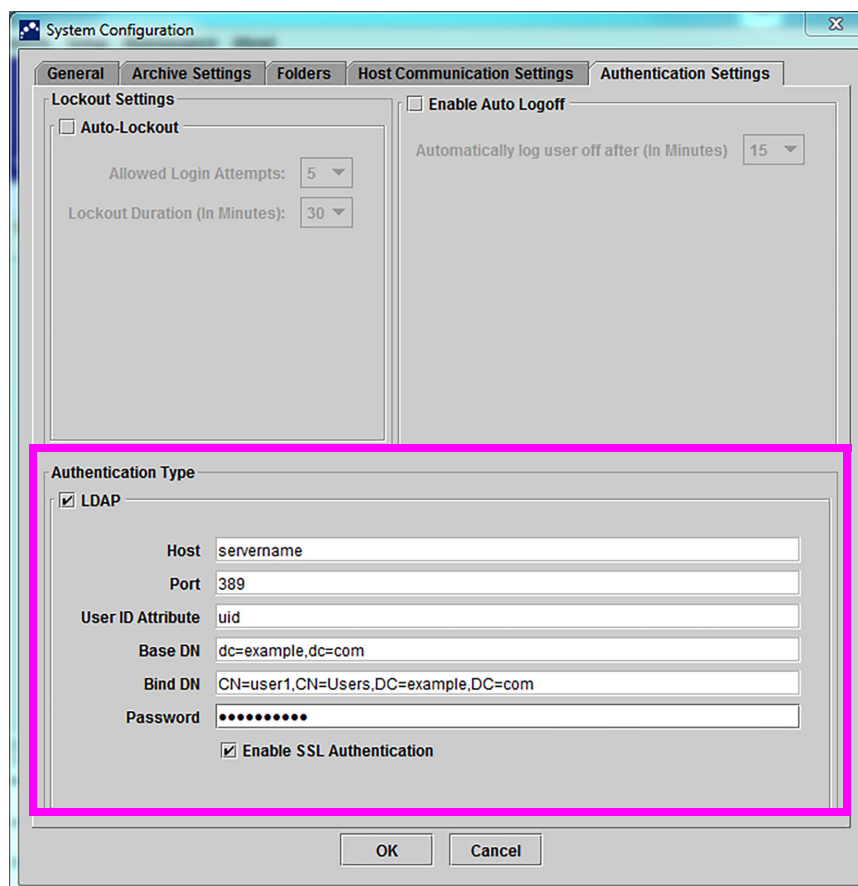 System Configuration
General Archive Settings Folders Host Communication Settings Authentication Settings
Lockout Settings
Auto-Lockout
Allowed Login Attempts: 5
Lockout Duration (In Minutes): 30
Enable Auto Logoff
Automatically log user off after (In Minutes) 15
Authentication Type
LDAP
Host servername
Port 389
User ID Attribute uid
Base DN dc=example,dc=com
Bind DN CN=user1,CN=Users,DC=example,DC=com
Password ••••••••••
Enable SSL Authentication
OK Cancel